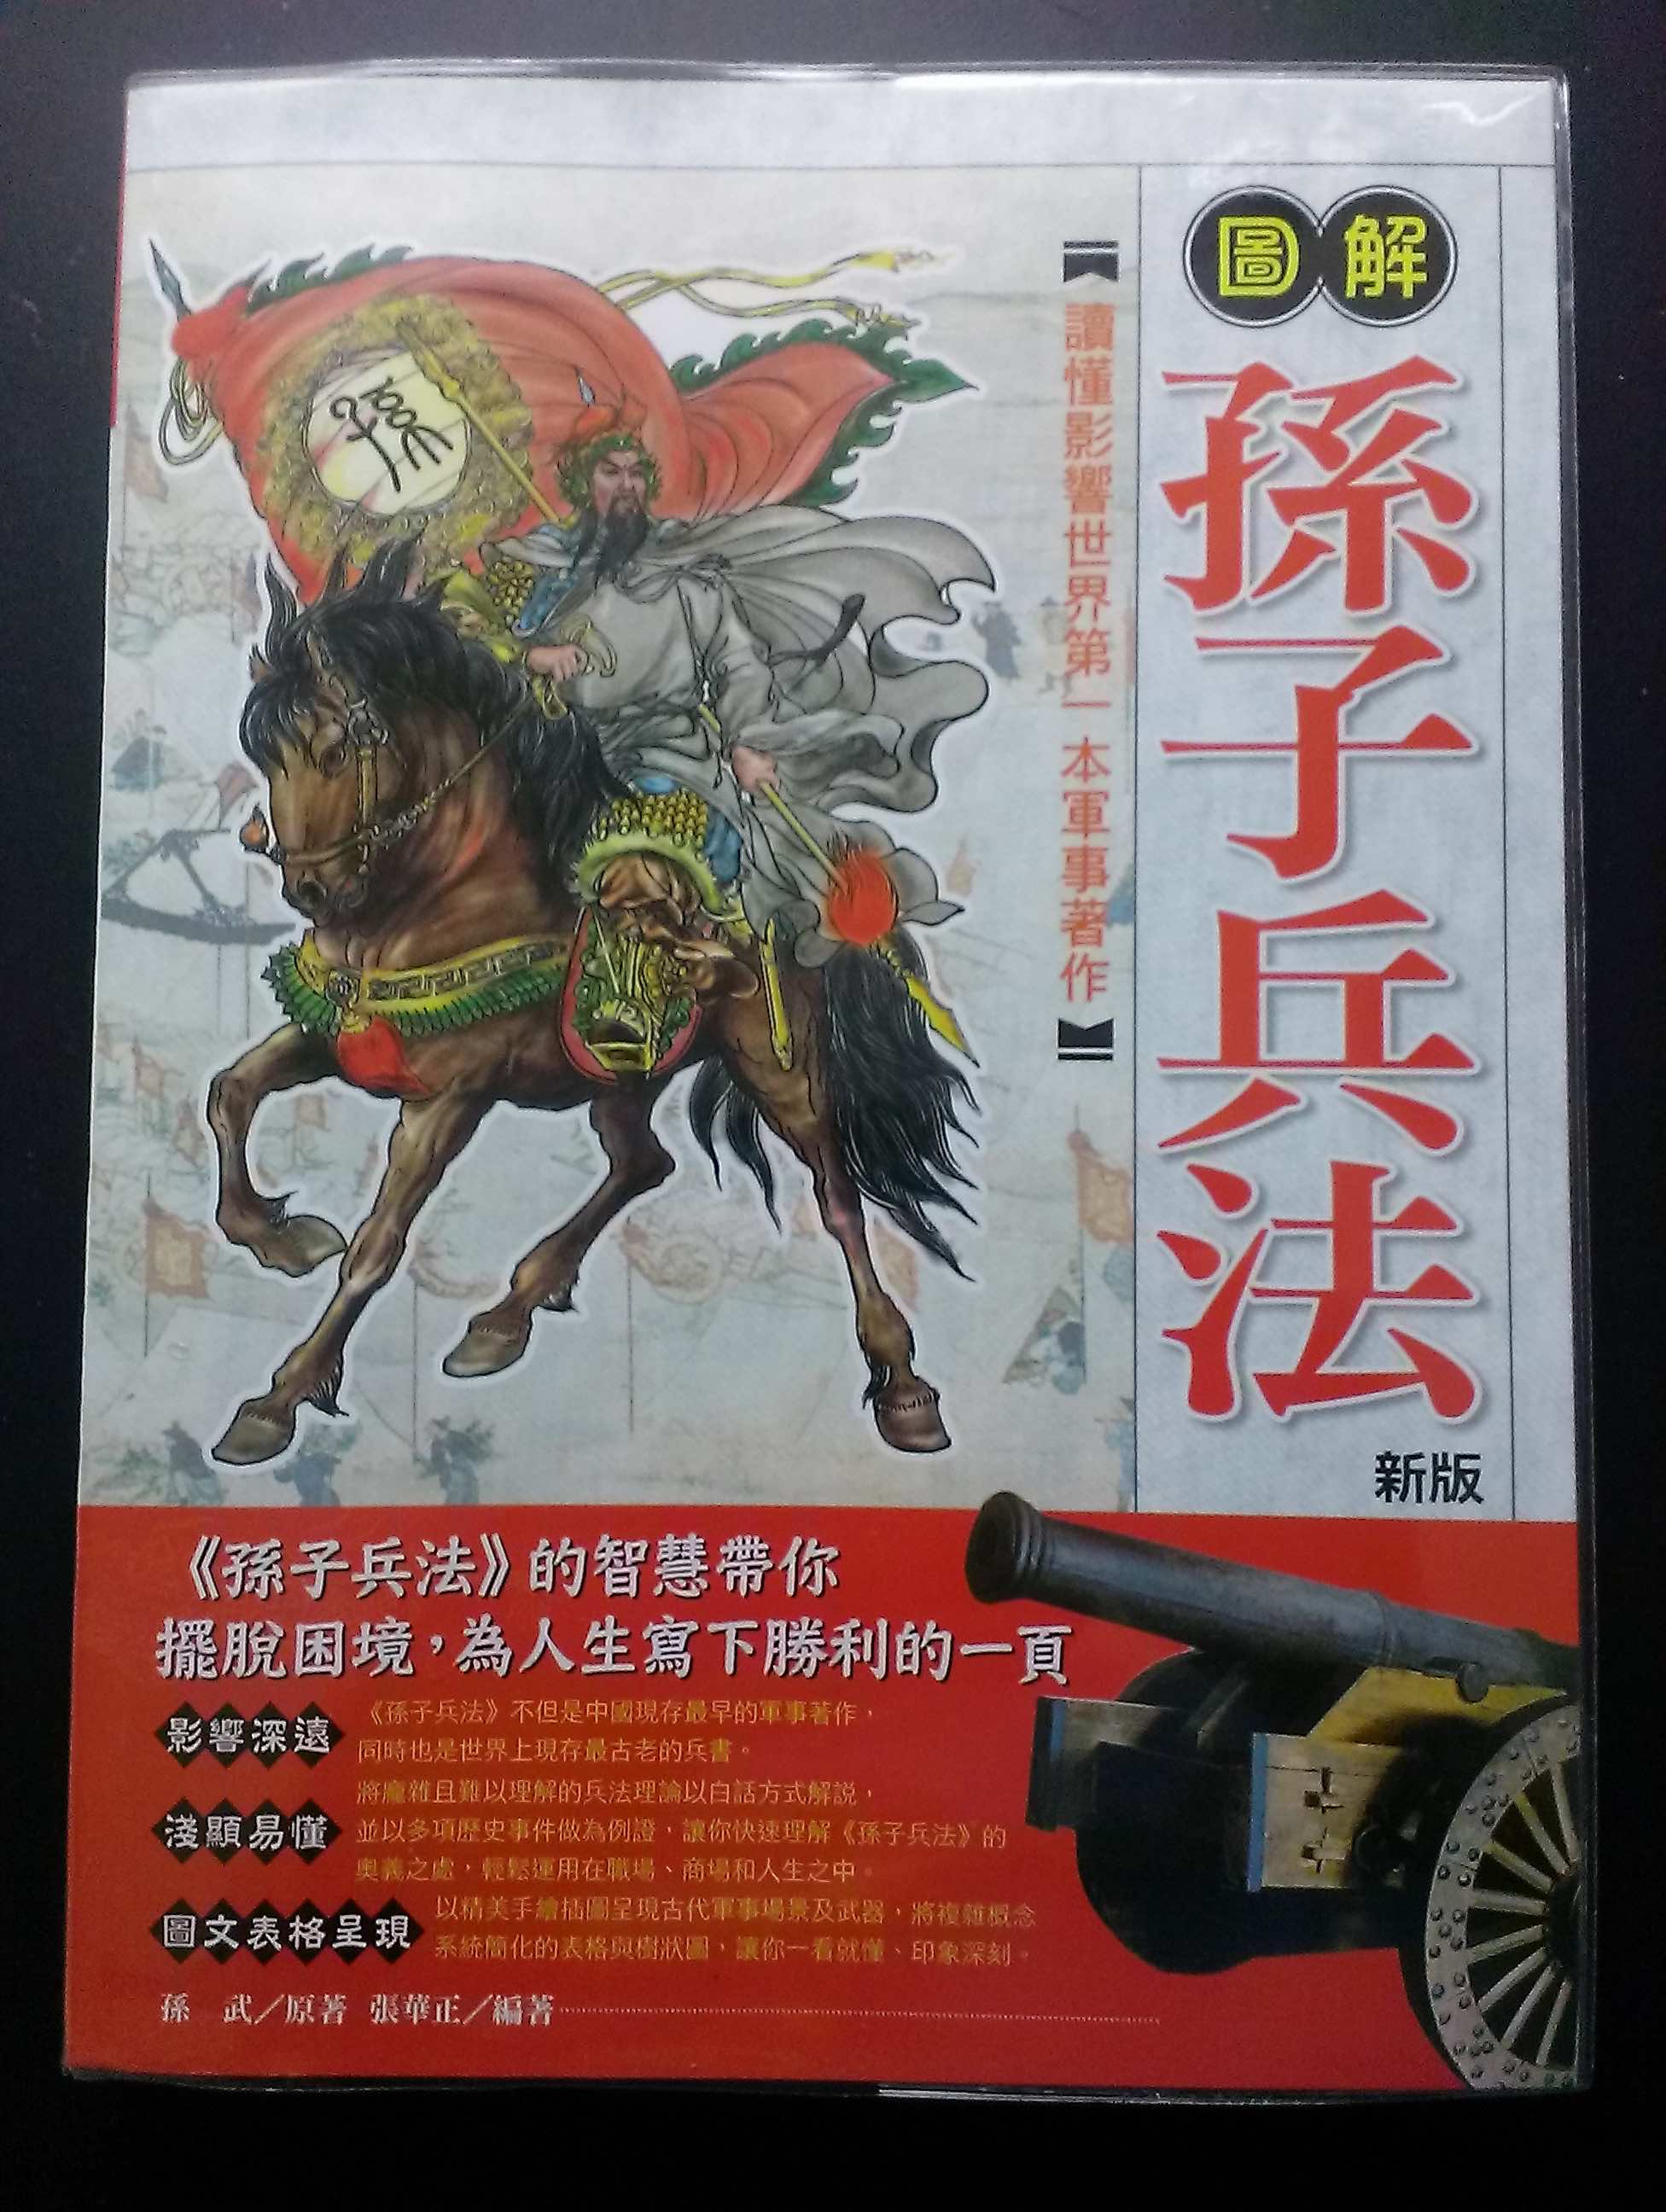 圖解
孫子兵法
新版
【讀懂影響世界第一本軍事著作】
孫
《孫子兵法》的智慧帶你
擺脫困境，為人生寫下勝利的一頁
影響深遠
《孫子兵法》不但是中國現存最早的軍事著作，
同時也是世界上現存最古老的兵書。
淺顯易懂
將龐雜且難以理解的兵法理論以白話方式解說，
並以多項歷史事件做為例證，讓你快速理解《孫子兵法》的
奧義之處，輕鬆運用在職場、商場和人生之中。
圖文表格呈現
以精美手繪插圖呈現古代軍事場景及武器，將複雜概念
系統簡化的表格與樹狀圖，讓你一看就懂、印象深刻。
孫　武／原著 張華正／編著